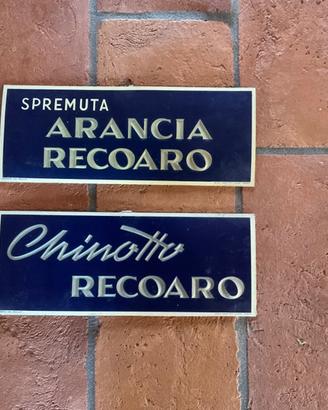 SPREMUTA
ARANCIA
RECOARO
Chinotto
RECOARO